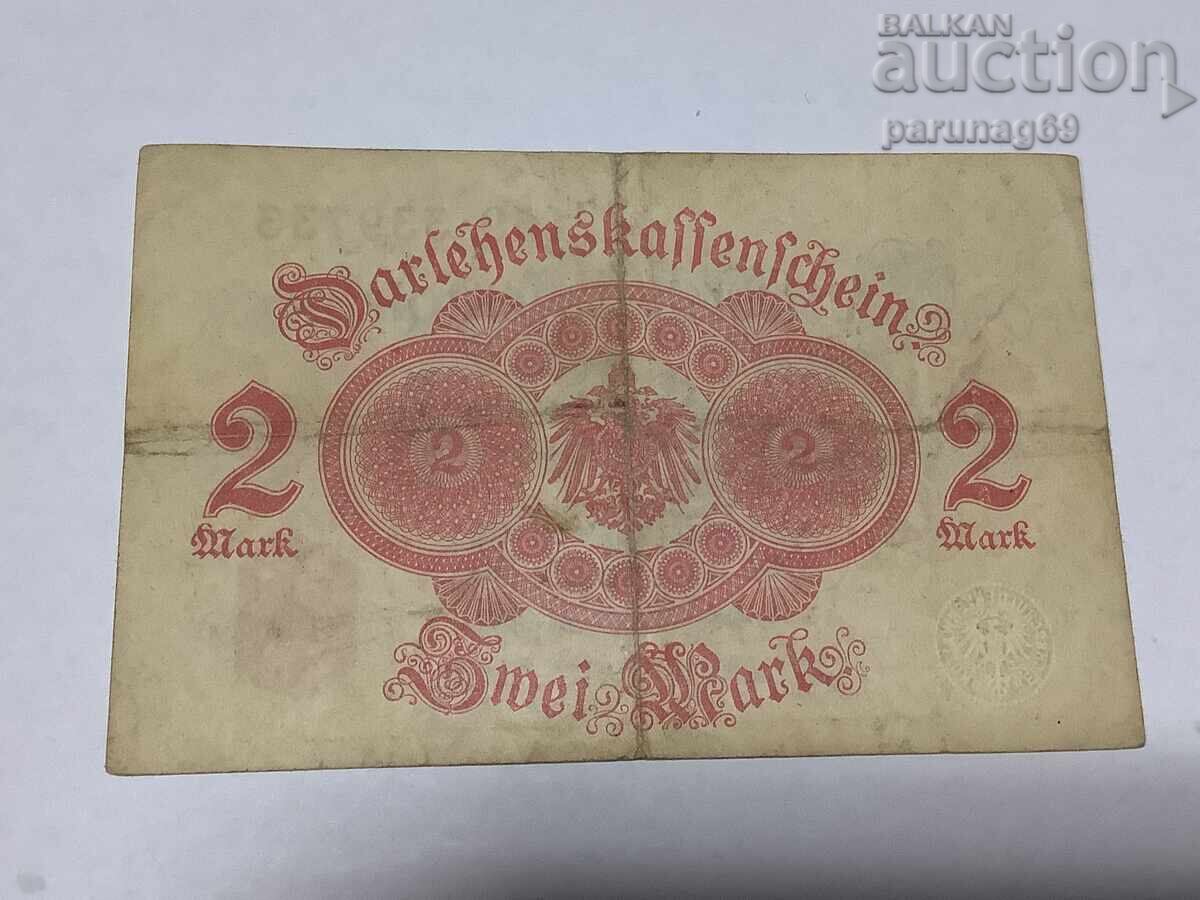 BALKAN
auction
parunag69
Darlehenskassenschein
2
2
2
2
Mark
Mark
Zwei Mark